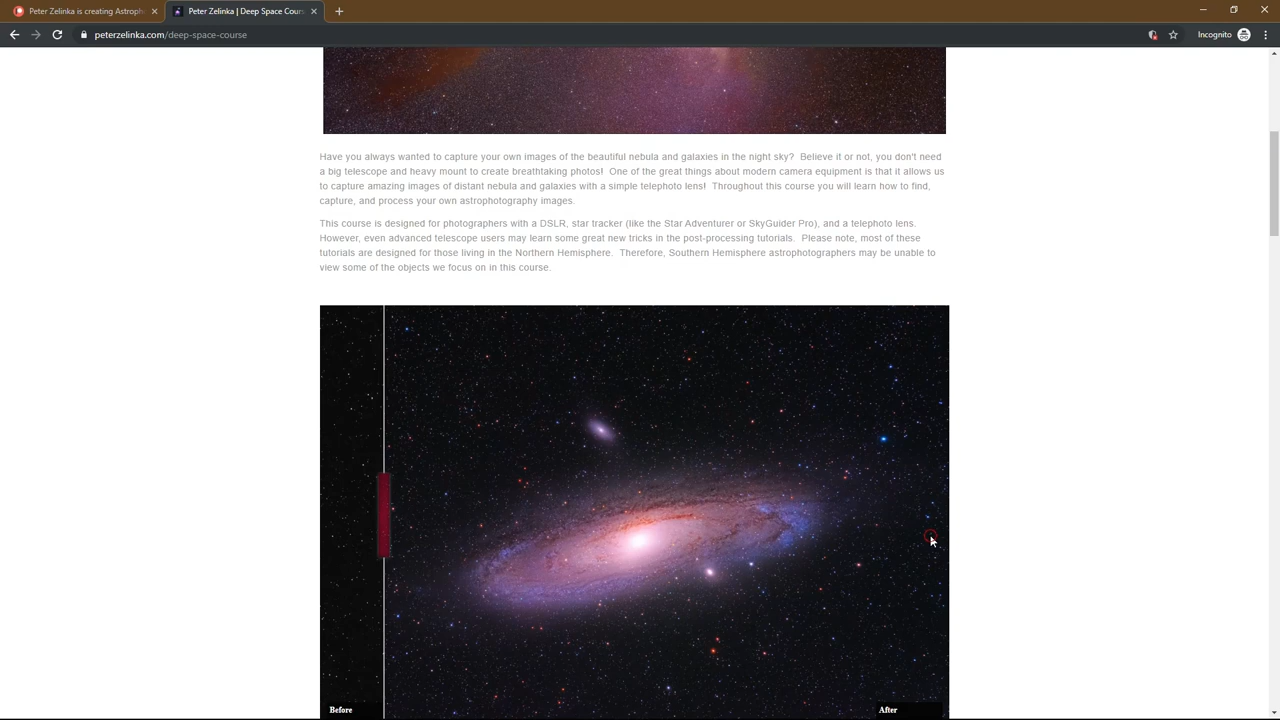 Peter Zelinka is creating Astroph
Peter Zelinka | Deep Space Cours
peterzelinka.com/deep-space-course
Incognito
Have you always wanted to capture your own images of the beautiful nebula and galaxies in the night sky?  Believe it or not, you don't need
a big telescope and heavy mount to create breathtaking photos!  One of the great things about modern camera equipment is that it allows us
to capture amazing images of distant nebula and galaxies with a simple telephoto lens!  Throughout this course you will learn how to find,
capture, and process your own astrophotography images.
This course is designed for photographers with a DSLR, star tracker (like the Star Adventurer or SkyGuider Pro), and a telephoto lens.
However, even advanced telescope users may learn some great new tricks in the post-processing tutorials.  Please note, most of these
tutorials are designed for those living in the Northern Hemisphere.  Therefore, Southern Hemisphere astrophotographers may be unable to
view some of the objects we focus on in this course.
Before
After